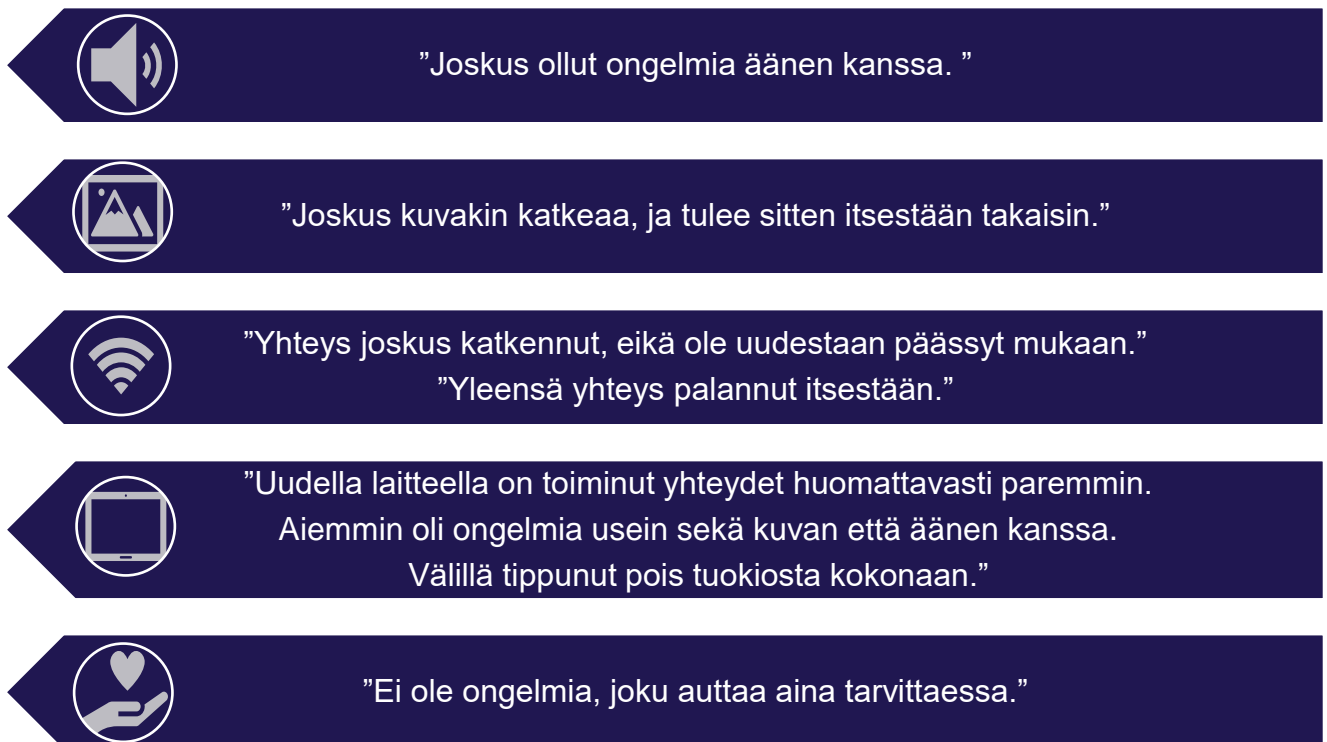 ”Joskus ollut ongelmia äänen kanssa. ”
”Joskus kuvakin katkeaa, ja tulee sitten itsestään takaisin.”
”Yhteys joskus katkennut, eikä ole uudestaan päässyt mukaan.”
”Yleensä yhteys palannut itsestään.”
”Uudella laitteella on toiminut yhteydet huomattavasti paremmin.
Aiemmin oli ongelmia usein sekä kuvan että äänen kanssa.
Välillä tippunut pois tuokiosta kokonaan.”
”Ei ole ongelmia, joku auttaa aina tarvittaessa.”